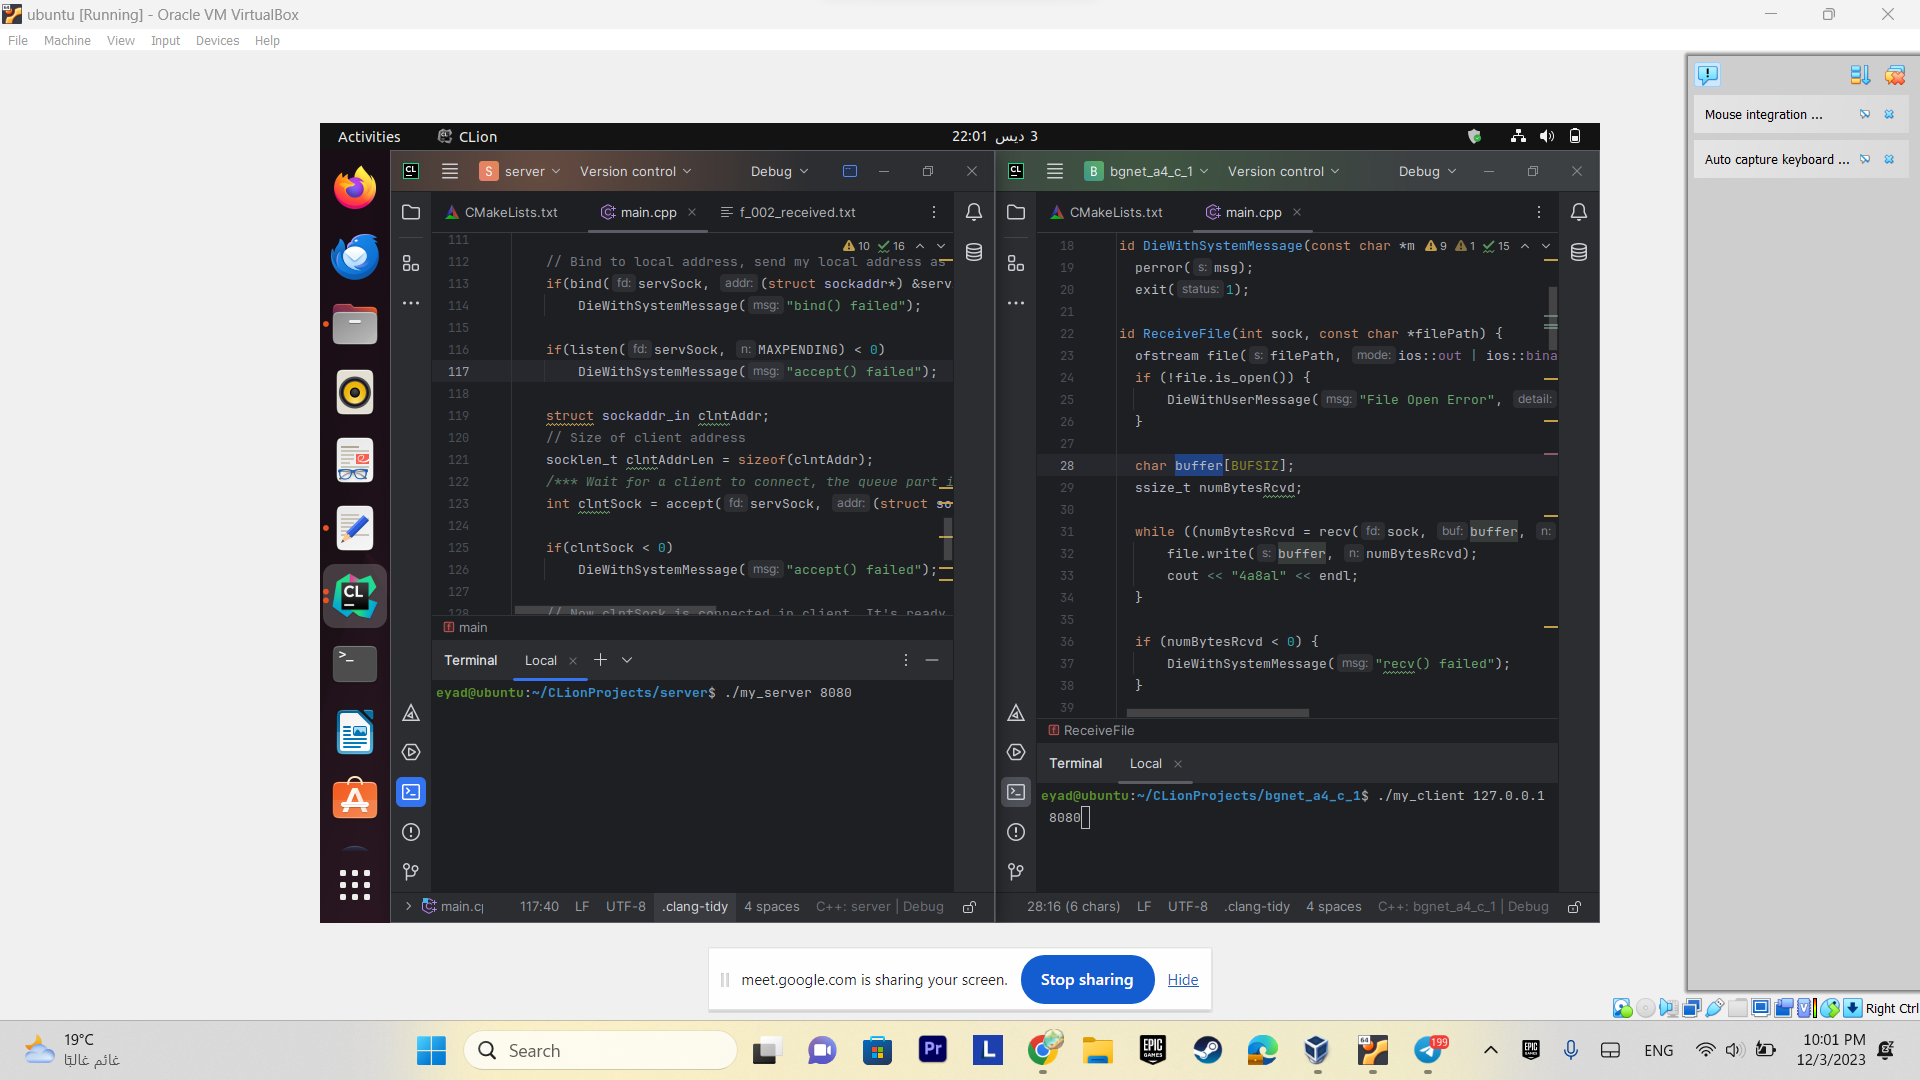 ubuntu [Running] - Oracle VM VirtualBox
File Machine View Input Devices Help
Mouse integration ...
Auto capture keyboard ...
Activities CLion 22:01 3 ديس
S server Version control Debug
CMakeLists.txt main.cpp f_002_received.txt
10 16
111
112 // Bind to local address, send my local address as
113 if(bind( fd: servSock, addr: (struct sockaddr*) &serv
114 DieWithSystemMessage( msg: "bind() failed");
115
116 if(listen( fd: servSock, n: MAXPENDING) < 0)
117 DieWithSystemMessage( msg: "accept() failed");
118
119 struct sockaddr_in clntAddr;
120 // Size of client address
121 socklen_t clntAddrLen = sizeof(clntAddr);
122 /*** Wait for a client to connect, the queue part i
123 int clntSock = accept( fd: servSock, addr: (struct so
124
125 if(clntSock < 0)
126 DieWithSystemMessage( msg: "accept() failed");
127
128 // Now clntSock is connected in client. It's ready
main
Terminal Local
eyad@ubuntu:~/CLionProjects/server$ ./my_server 8080
main.c 117:40 LF UTF-8 .clang-tidy 4 spaces C++: server | Debug
B bgnet_a4_c_1 Version control Debug
CMakeLists.txt main.cpp
9 1 15
18 id DieWithSystemMessage(const char *m
19 perror( s: msg);
20 exit( status: 1);
21
22 id ReceiveFile(int sock, const char *filePath) {
23 ofstream file( s: filePath, mode: ios::out | ios::bina
24 if (!file.is_open()) {
25 DieWithUserMessage( msg: "File Open Error", detail:
26 }
27
28 char buffer[BUFSIZ];
29 ssize_t numBytesRcvd;
30
31 while ((numBytesRcvd = recv( fd: sock, buf: buffer, n:
32 file.write( s: buffer, n: numBytesRcvd);
33 cout << "4a8al" << endl;
34 }
35
36 if (numBytesRcvd < 0) {
37 DieWithSystemMessage( msg: "recv() failed");
38 }
39
ReceiveFile
Terminal Local
eyad@ubuntu:~/CLionProjects/bgnet_a4_c_1$ ./my_client 127.0.0.1
8080
28:16 (6 chars) LF UTF-8 .clang-tidy 4 spaces C++: bgnet_a4_c_1 | Debug
meet.google.com is sharing your screen. Stop sharing Hide
Right Ctrl
19°C
غائم غالبًا
Search
199
ENG
10:01 PM
12/3/2023